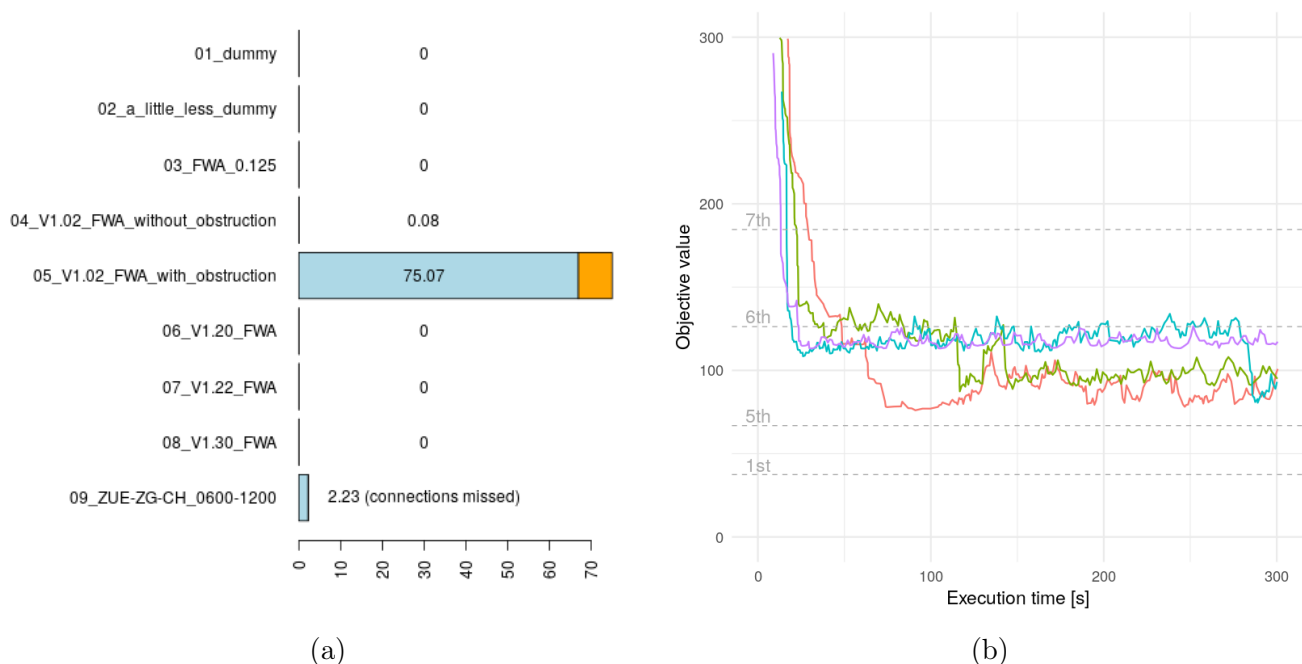 01_dummy 0
02_a_little_less_dummy 0
03_FWA_0.125 0
04_V1.02_FWA_without_obstruction 0.08
05_V1.02_FWA_with_obstruction 75.07
06_V1.20_FWA 0
07_V1.22_FWA 0
08_V1.30_FWA 0
09_ZUE-ZG-CH_0600-1200 2.23 (connections missed)
0 10 20 30 40 50 60 70
(a)
Objective value
300
200
100
0
7th
6th
5th
1st
0 100 200 300
Execution time [s]
(b)